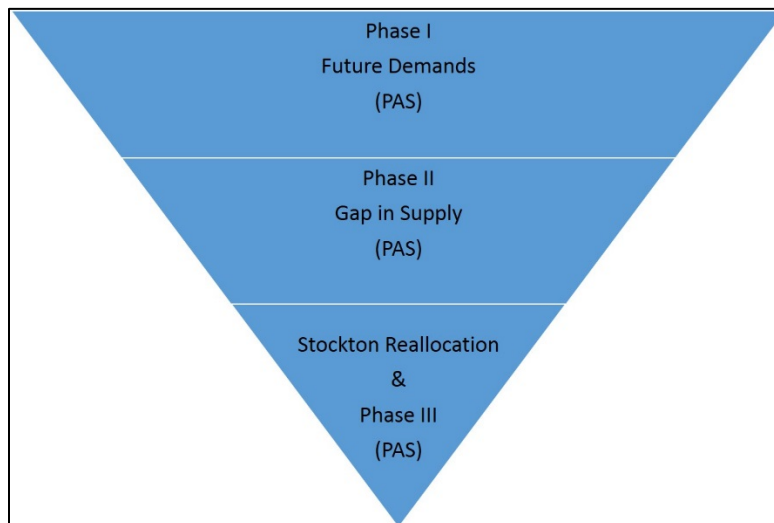 Phase I
Future Demands
(PAS)
Phase II
Gap in Supply
(PAS)
Stockton Reallocation
&
Phase III
(PAS)